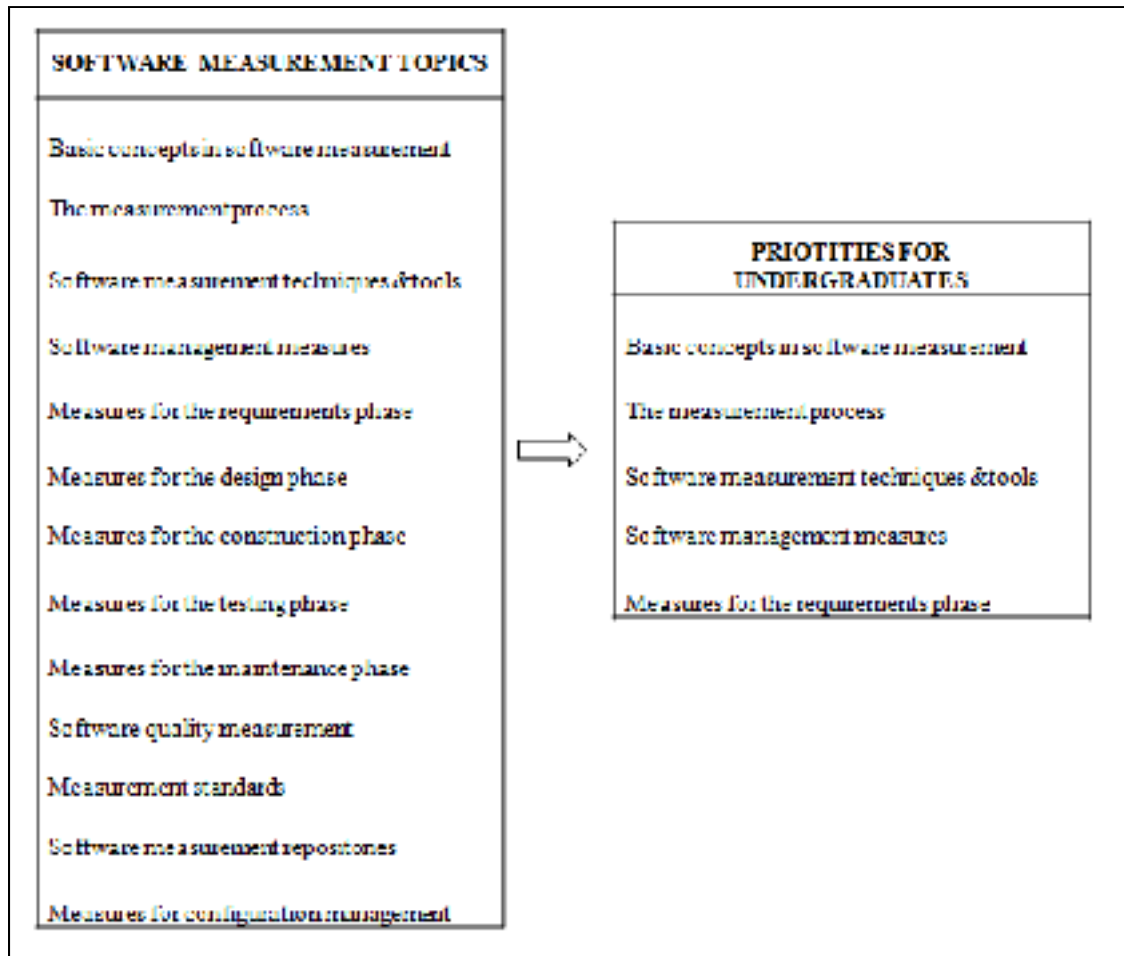 SOFTWARE MEASUREMENT TOPICS
Basic concepts in software measurement
The measurement process
Software measurement techniques & tools
Software management measures
Measures for the requirements phase
Measures for the design phase
Measures for the construction phase
Measures for the testing phase
Measures for the maintenance phase
Software quality measurement
Measurement standards
Software measurement repositories
Measures for configuration management
PRIOTITIES FOR
UNDERGRADUATES
Basic concepts in software measurement
The measurement process
Software measurement techniques & tools
Software management measures
Measures for the requirements phase